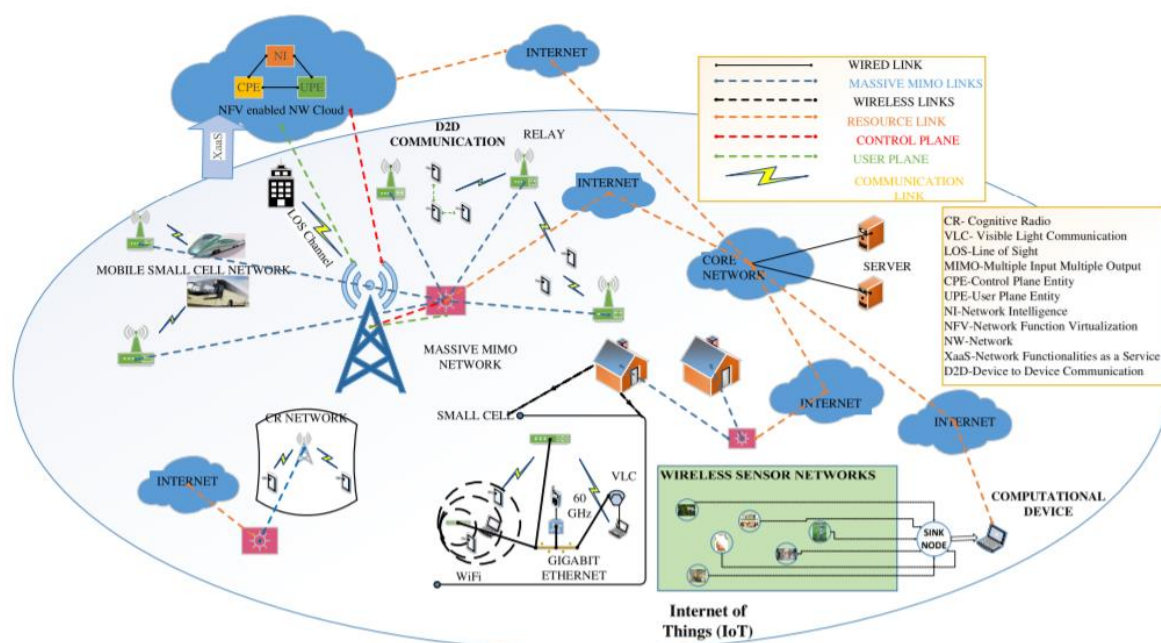 INTERNET
NI
CPE
UPE
NFV enabled NW Cloud
XaaS
D2D
COMMUNICATION
RELAY
INTERNET
LOS Channel
MOBILE SMALL CELL NETWORK
MASSIVE MIMO
NETWORK
CORE
NETWORK
SERVER
WIRED LINK
MASSIVE MIMO LINKS
WIRELESS LINKS
RESOURCE LINK
CONTROL PLANE
USER PLANE
COMMUNICATION
LINK
CR- Cognitive Radio
VLC- Visible Light Communication
LOS-Line of Sight
MIMO-Multiple Input Multiple Output
CPE-Control Plane Entity
UPE-User Plane Entity
NI-Network Intelligence
NFV-Network Function Virtualization
NW-Network
XaaS-Network Functionalities as a Service
D2D-Device to Device Communication
SMALL CELL
INTERNET
INTERNET
CR NETWORK
INTERNET
VLC
60
GHz
WiFi
GIGABIT
ETHERNET
WIRELESS SENSOR NETWORKS
SINK
NODE
COMPUTATIONAL
DEVICE
Internet of
Things (IoT)